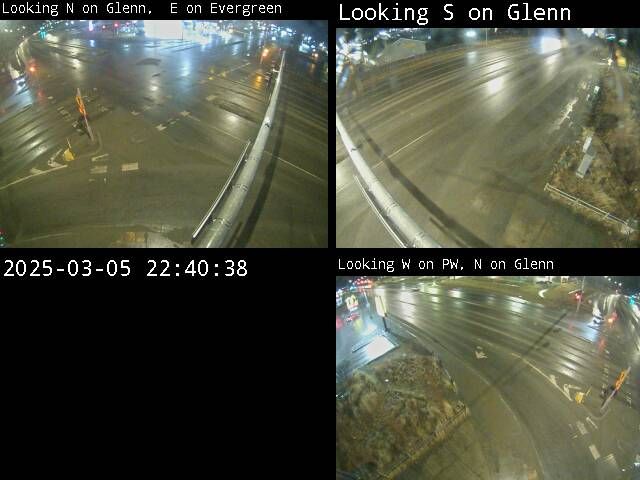 Looking N on Glenn, E on Evergreen
Looking S on Glenn
2025-03-05 22:40:38
Looking W on PW, N on Glenn